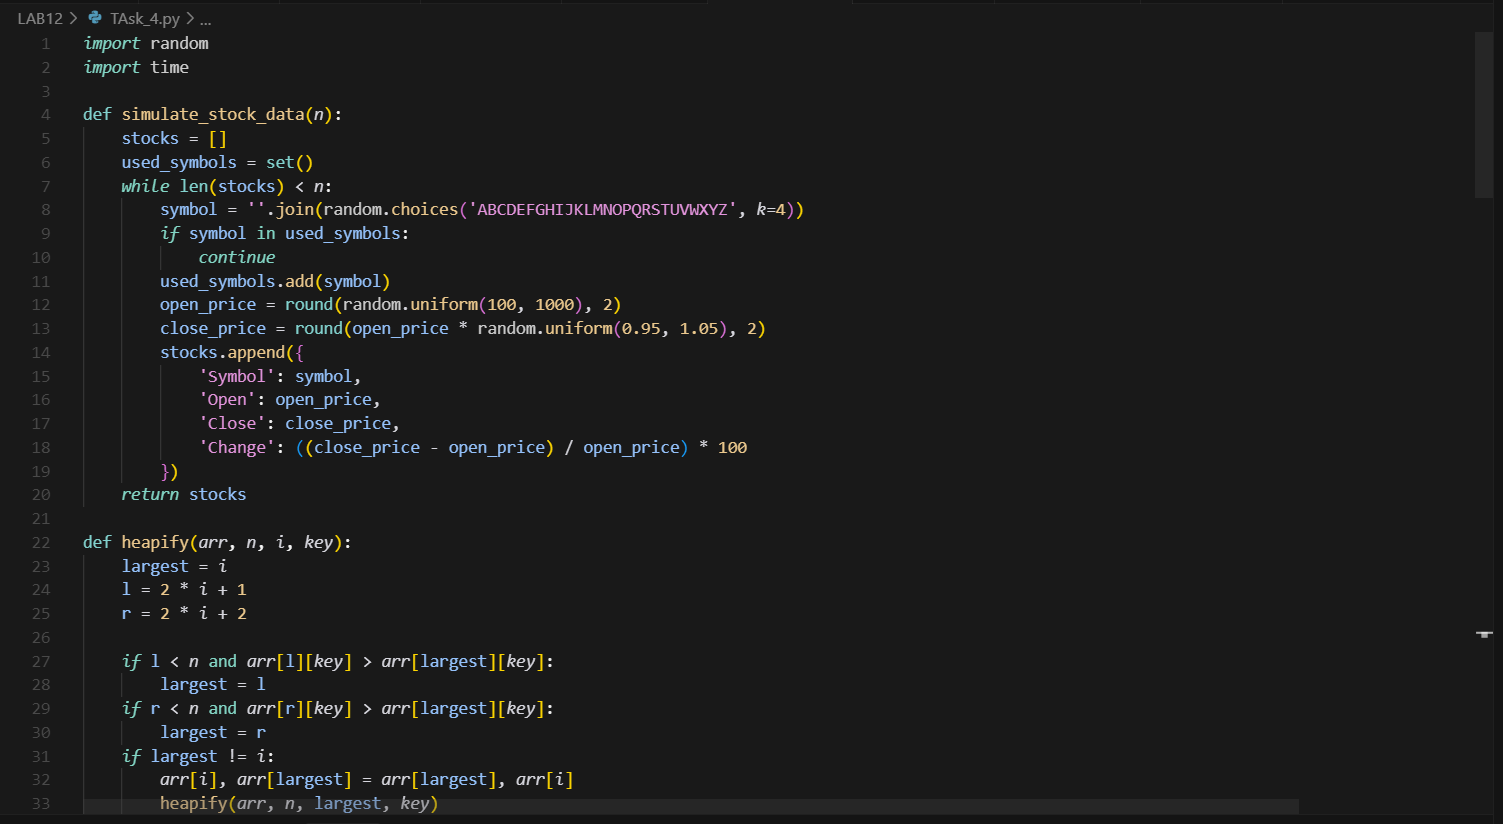 LAB12 > TAsk_4.py > ...
1 import random
2 import time
3
4 def simulate_stock_data(n):
5     stocks = []
6     used_symbols = set()
7     while len(stocks) < n:
8         symbol = ''.join(random.choices('ABCDEFGHIJKLMNOPQRSTUVWXYZ', k=4))
9         if symbol in used_symbols:
10             continue
11         used_symbols.add(symbol)
12         open_price = round(random.uniform(100, 1000), 2)
13         close_price = round(open_price * random.uniform(0.95, 1.05), 2)
14         stocks.append({
15             'Symbol': symbol,
16             'Open': open_price,
17             'Close': close_price,
18             'Change': ((close_price - open_price) / open_price) * 100
19         })
20     return stocks
21
22 def heapify(arr, n, i, key):
23     largest = i
24     l = 2 * i + 1
25     r = 2 * i + 2
26
27     if l < n and arr[l][key] > arr[largest][key]:
28         largest = l
29     if r < n and arr[r][key] > arr[largest][key]:
30         largest = r
31     if largest != i:
32         arr[i], arr[largest] = arr[largest], arr[i]
33         heapify(arr, n, largest, key)